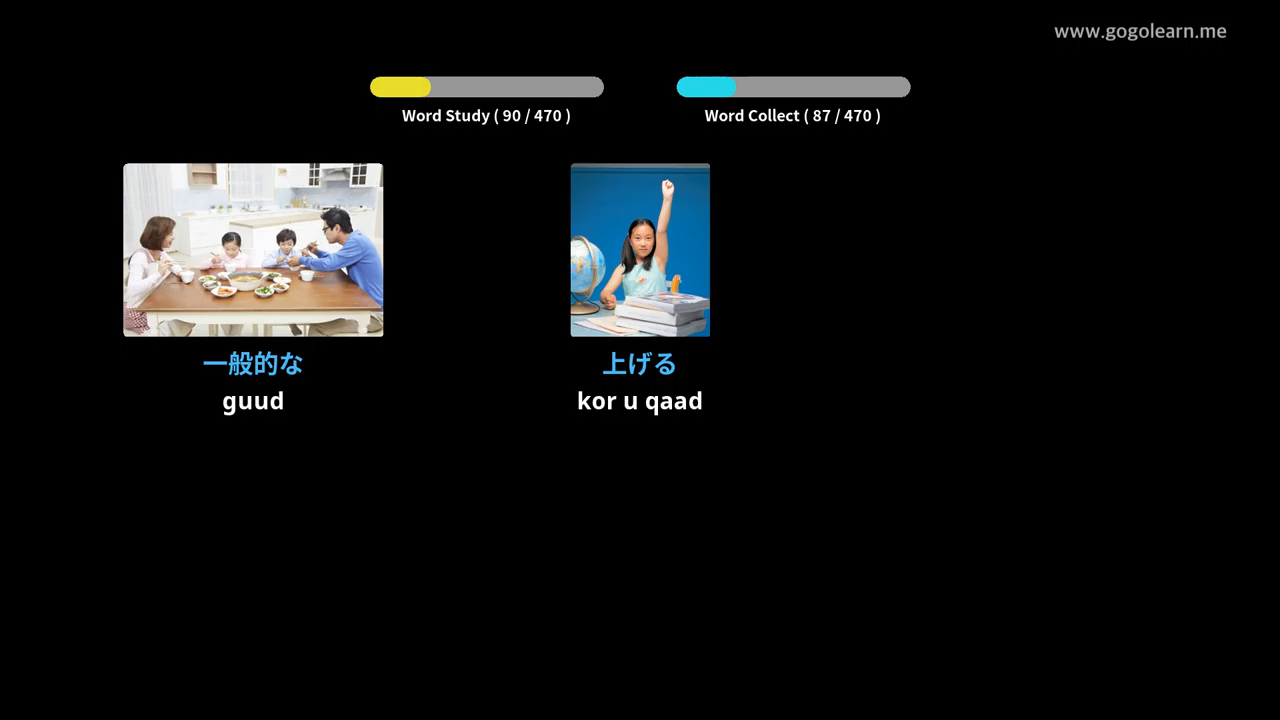 www.gogolearn.me
Word Study ( 90 / 470 )
Word Collect ( 87 / 470 )
一般的な
guud
上げる
kor u qaad